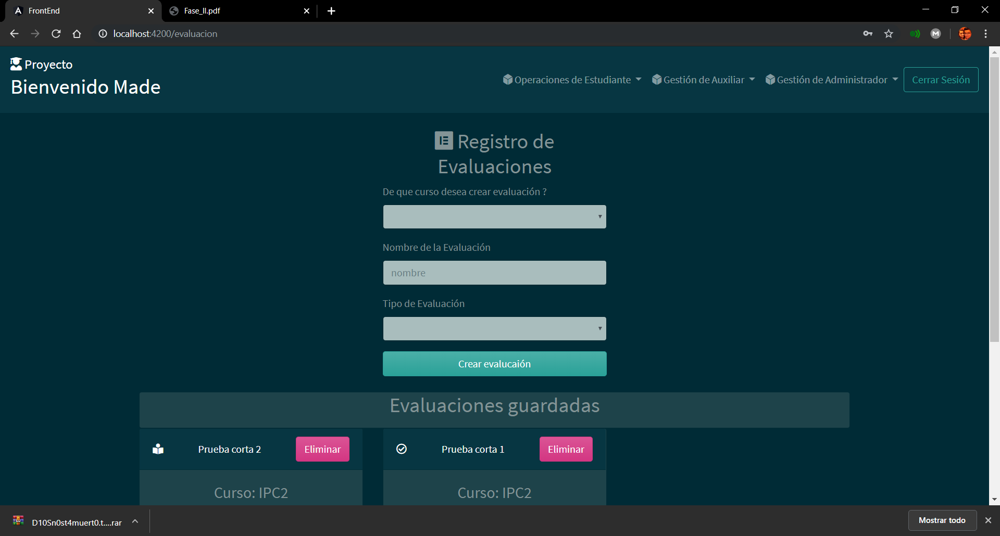 FrontEnd
Fase_II.pdf
localhost:4200/evaluacion
Proyecto
Bienvenido Made
Operaciones de Estudiante
Gestión de Auxiliar
Gestión de Administrador
Cerrar Sesión
Registro de
Evaluaciones
De que curso desea crear evaluación ?
Nombre de la Evaluación
nombre
Tipo de Evaluación
Crear evalucaión
Evaluaciones guardadas
Prueba corta 2
Eliminar
Prueba corta 1
Eliminar
Curso: IPC2
Curso: IPC2
D10Sn0st4muert0.t....rar
Mostrar todo